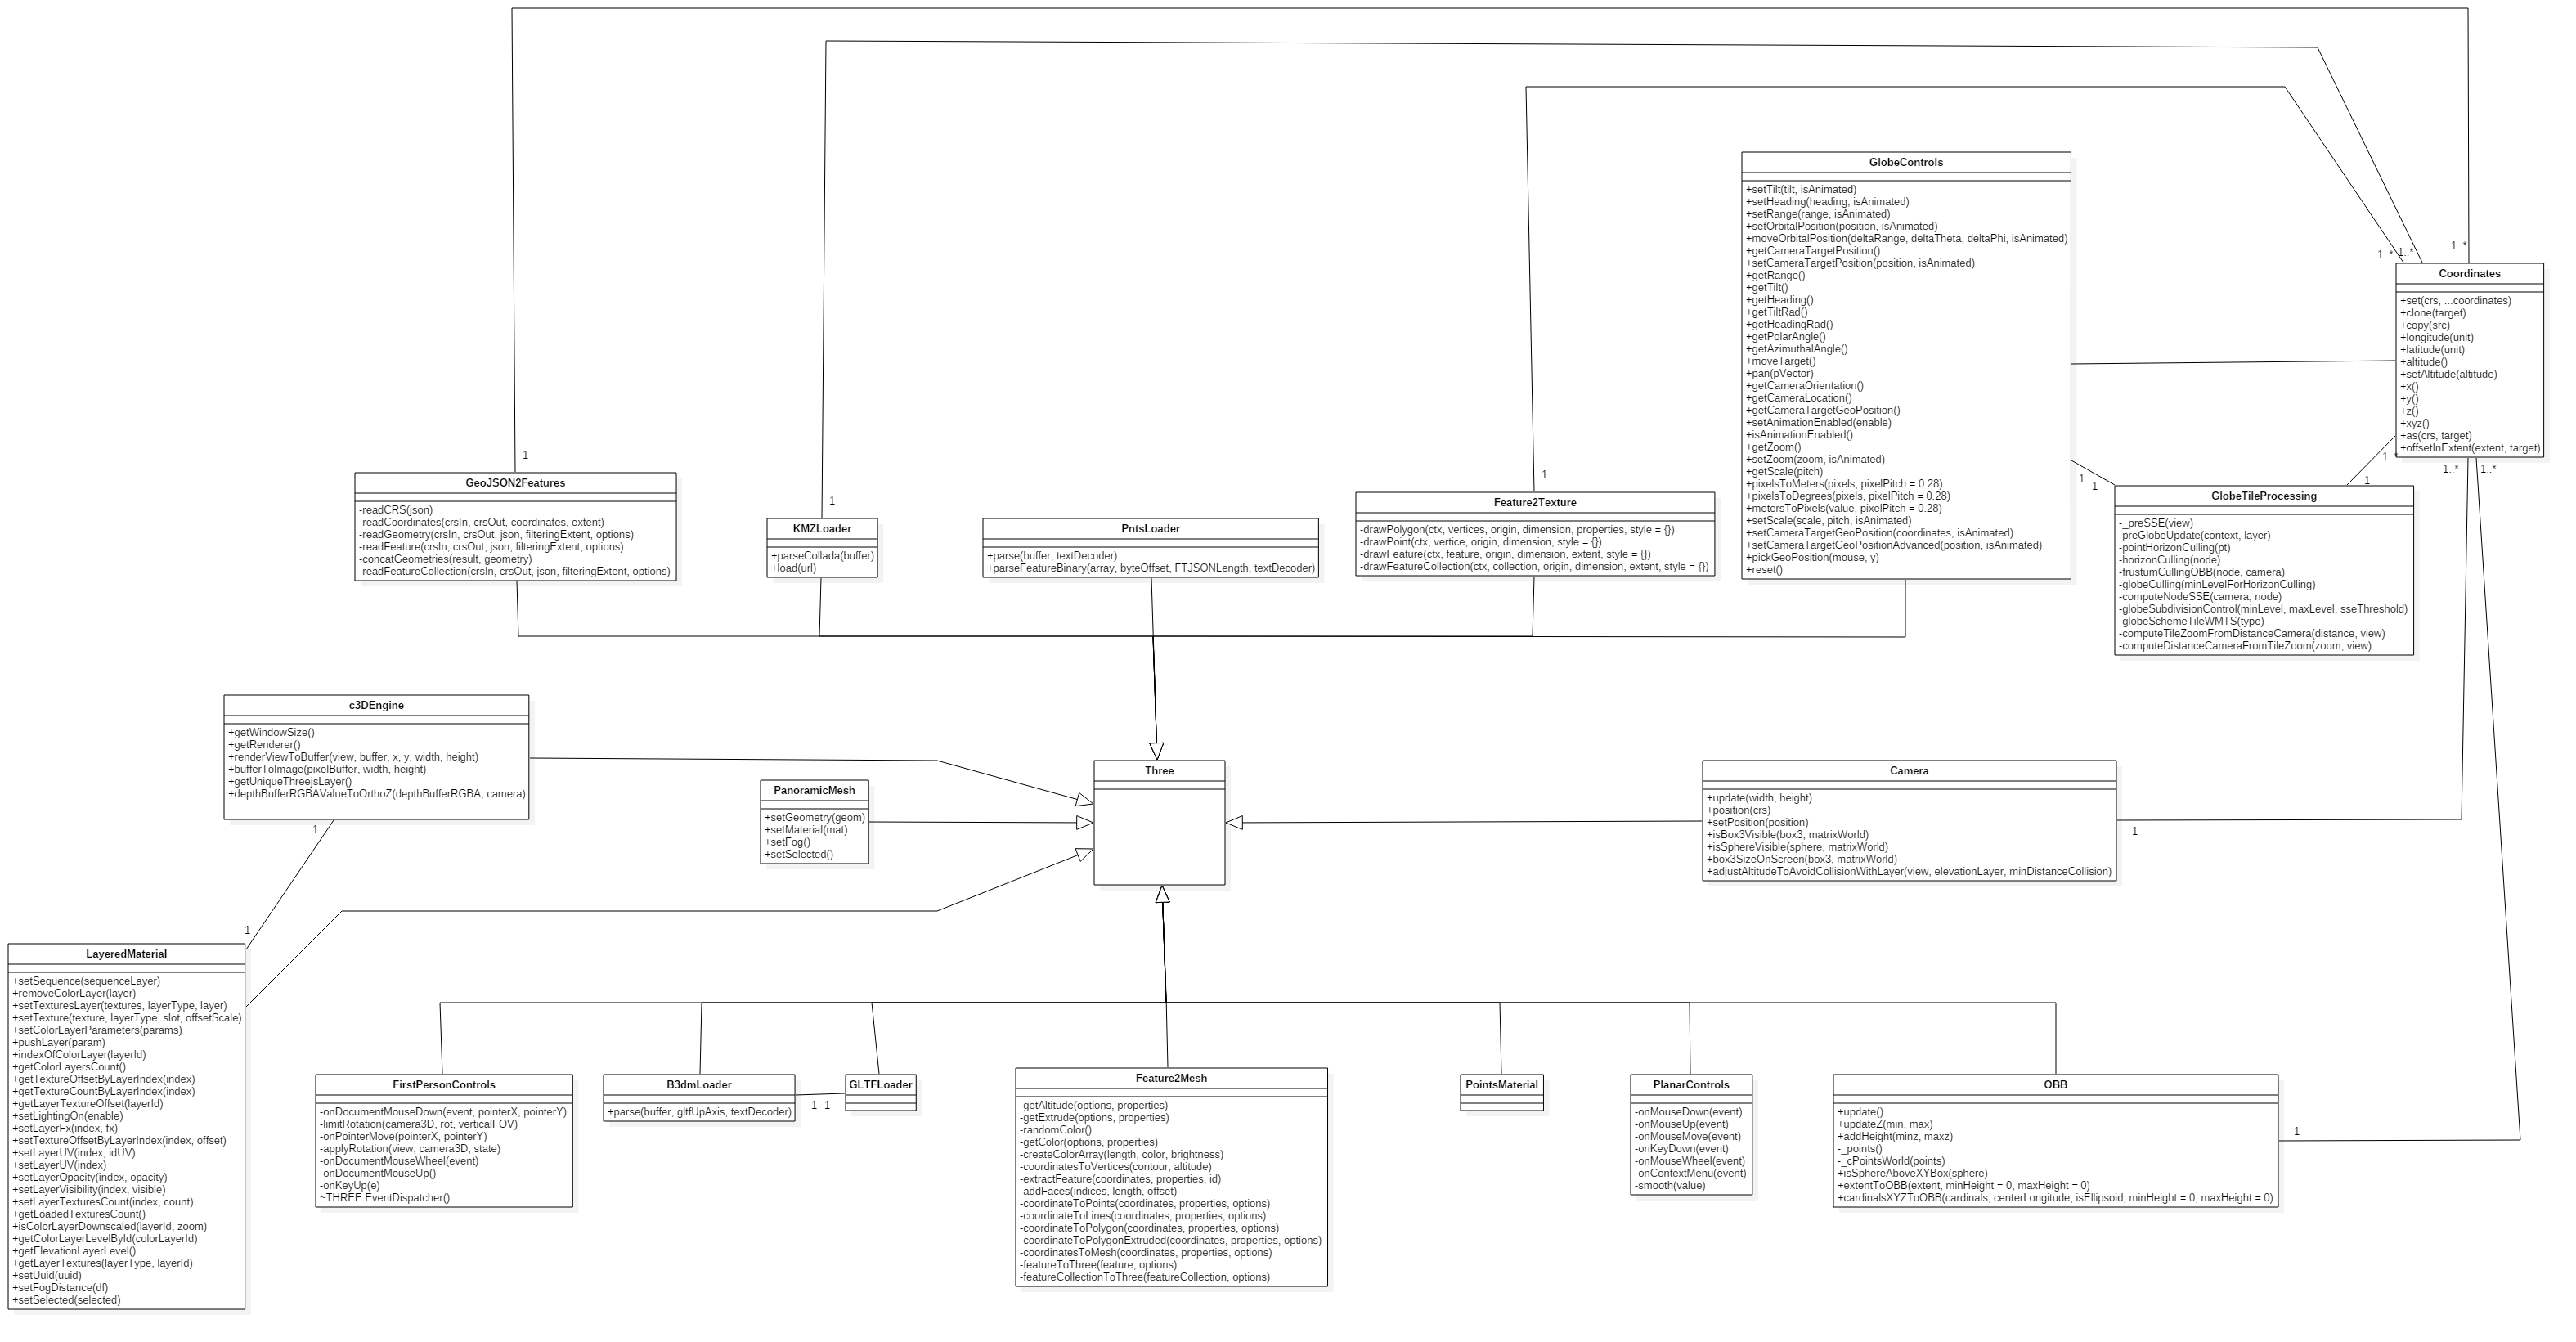 GlobeControls
+setTilt(tilt, isAnimated)
+setHeading(heading, isAnimated)
+setRange(range, isAnimated)
+setOrbitalPosition(position, isAnimated)
+moveOrbitalPosition(deltaRange, deltaTheta, deltaPhi, isAnimated)
+getCameraTargetPosition()
+setCameraTargetPosition(position, isAnimated)
+getRange()
+getTilt()
+getHeading()
+getTiltRad()
+getHeadingRad()
+getPolarAngle()
+getAzimuthalAngle()
+moveTarget()
+pan(pVector)
+getCameraOrientation()
+getCameraLocation()
+getCameraTargetGeoPosition()
+setAnimationEnabled(enable)
+isAnimationEnabled()
+getZoom()
+setZoom(zoom, isAnimated)
+getScale(pitch)
+pixelsToMeters(pixels, pixelPitch = 0.28)
+pixelsToDegrees(pixels, pixelPitch = 0.28)
+metersToPixels(value, pixelPitch = 0.28)
+setScale(scale, pitch, isAnimated)
+setCameraTargetGeoPosition(coordinates, isAnimated)
+setCameraTargetGeoPositionAdvanced(position, isAnimated)
+pickGeoPosition(mouse, y)
+reset()
1..*
1..*
1..*
Coordinates
+set(crs, ...coordinates)
+clone(target)
+copy(src)
+longitude(unit)
+latitude(unit)
+altitude()
+setAltitude(altitude)
+x()
+y()
+z()
+xyz()
+as(crs, target)
+offsetInExtent(extent, target)
1..*
1..*
1..*
1
GeoJSON2Features
-readCRS(json)
-readCoordinates(crsIn, crsOut, coordinates, extent)
-readGeometry(crsIn, crsOut, json, filteringExtent, options)
-readFeature(crsIn, crsOut, json, filteringExtent, options)
-concatGeometries(result, geometry)
-readFeatureCollection(crsIn, crsOut, json, filteringExtent, options)
1
KMZLoader
+parseCollada(buffer)
+load(url)
PntsLoader
+parse(buffer, textDecoder)
+parseFeatureBinary(array, byteOffset, FTJSONLength, textDecoder)
1
Feature2Texture
-drawPolygon(ctx, vertices, origin, dimension, properties, style = {})
-drawPoint(ctx, vertice, origin, dimension, style = {})
-drawFeature(ctx, feature, origin, dimension, extent, style = {})
-drawFeatureCollection(ctx, collection, origin, dimension, extent, style = {})
1
1
1
GlobeTileProcessing
-_preSSE(view)
-preGlobeUpdate(context, layer)
-pointHorizonCulling(pt)
-horizonCulling(node)
-frustumCullingOBB(node, camera)
-globeCulling(minLevelForHorizonCulling)
-computeNodeSSE(camera, node)
-globeSubdivisionControl(minLevel, maxLevel, sseThreshold)
-globeSchemeTileWMTS(type)
-computeTileZoomFromDistanceCamera(distance, view)
-computeDistanceCameraFromTileZoom(zoom, view)
c3DEngine
+getWindowSize()
+getRenderer()
+renderViewToBuffer(view, buffer, x, y, width, height)
+bufferToImage(pixelBuffer, width, height)
+getUniqueThreejsLayer()
+depthBufferRGBAValueToOrthoZ(depthBufferRGBA, camera)
1
PanoramicMesh
+setGeometry(geom)
+setMaterial(mat)
+setFog()
+setSelected()
Three
Camera
+update(width, height)
+position(crs)
+setPosition(position)
+isBox3Visible(box3, matrixWorld)
+isSphereVisible(sphere, matrixWorld)
+box3SizeOnScreen(box3, matrixWorld)
+adjustAltitudeToAvoidCollisionWithLayer(view, elevationLayer, minDistanceCollision)
1
1
LayeredMaterial
+setSequence(sequenceLayer)
+removeColorLayer(layer)
+setTexturesLayer(textures, layerType, layer)
+setTexture(texture, layerType, slot, offsetScale)
+setColorLayerParameters(params)
+pushLayer(param)
+indexOfColorLayer(layerId)
+getColorLayersCount()
+getTextureOffsetByLayerIndex(index)
+getTextureCountByLayerIndex(index)
+getLayerTextureOffset(layerId)
+setLightingOn(enable)
+setLayerFx(index, fx)
+setTextureOffsetByLayerIndex(index, offset)
+setLayerUV(index, idUV)
+setLayerUV(index)
+setLayerOpacity(index, opacity)
+setLayerVisibility(index, visible)
+setLayerTexturesCount(index, count)
+getLoadedTexturesCount()
+isColorLayerDownscaled(layerId, zoom)
+getColorLayerLevelById(colorLayerId)
+getElevationLayerLevel()
+getLayerTextures(layerType, layerId)
+setUuid(uuid)
+setFogDistance(df)
+setSelected(selected)
FirstPersonControls
-onDocumentMouseDown(event, pointerX, pointerY)
-limitRotation(camera3D, rot, verticalFOV)
-onPointerMove(pointerX, pointerY)
-applyRotation(view, camera3D, state)
-onDocumentMouseWheel(event)
-onDocumentMouseUp()
-onKeyUp(e)
~THREE.EventDispatcher()
B3dmLoader
+parse(buffer, gltfUpAxis, textDecoder)
1 1
GLTFLoader
Feature2Mesh
-getAltitude(options, properties)
-getExtrude(options, properties)
-randomColor()
-getColor(options, properties)
-createColorArray(length, color, brightness)
-coordinatesToVertices(contour, altitude)
-extractFeature(coordinates, properties, id)
-addFaces(indices, length, offset)
-coordinateToPoints(coordinates, properties, options)
-coordinateToLines(coordinates, properties, options)
-coordinateToPolygon(coordinates, properties, options)
-coordinateToPolygonExtruded(coordinates, properties, options)
-coordinatesToMesh(coordinates, properties, options)
-featureToThree(feature, options)
-featureCollectionToThree(featureCollection, options)
PointsMaterial
PlanarControls
-onMouseDown(event)
-onMouseUp(event)
-onMouseMove(event)
-onKeyDown(event)
-onMouseWheel(event)
-onContextMenu(event)
-smooth(value)
OBB
+update()
+updateZ(min, max)
+addHeight(minz, maxz)
-_points()
-_cPointsWorld(points)
+isSphereAboveXYBox(sphere)
+extentToOBB(extent, minHeight = 0, maxHeight = 0)
+cardinalsXYZToOBB(cardinals, centerLongitude, isEllipsoid, minHeight = 0, maxHeight = 0)
1